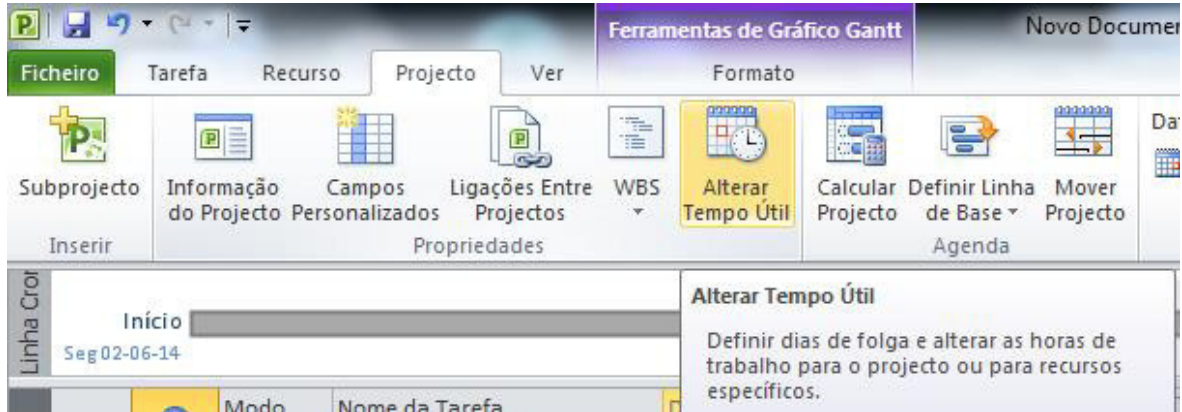 Ferramentas de Gráfico Gantt
Novo Docu
Ficheiro Tarefa Recurso Projecto Ver Formato
Subprojecto
Informação
do Projecto
Campos
Personalizados
Ligações Entre
Projectos
WBS
Alterar
Tempo Útil
Calcular
Projecto
Definir Linha
de Base
Mover
Projecto
Inserir
Propriedades
Agenda
Linha Cro
Início
Seg 02-06-14
Alterar Tempo Útil
Definir dias de folga e alterar as horas de
trabalho para o projecto ou para recursos
específicos.
Modo
Nome da Tarefa